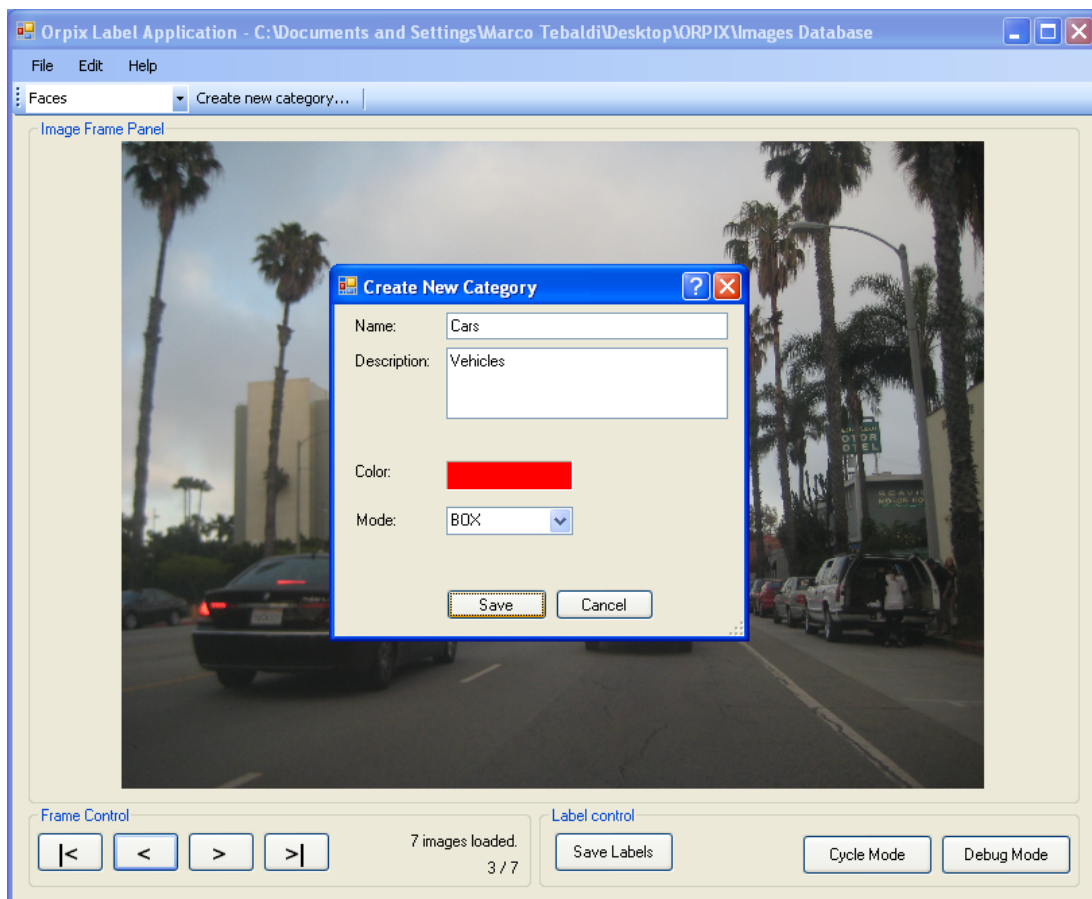 Orpix Label Application - C:\Documents and Settings\Marco Tebaldi\Desktop\ORPIX\Images Database
File Edit Help
Faces Create new category...
Image Frame Panel
Create New Category
Name: Cars
Description: Vehicles
Color:
Mode: BOX
Save Cancel
Frame Control
|< < > >|
7 images loaded.
3 / 7
Label control
Save Labels Cycle Mode Debug Mode